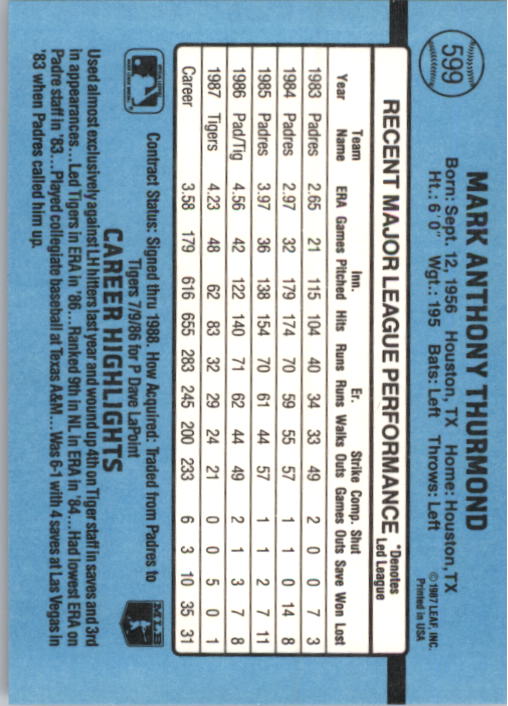 599
MARK ANTHONY THURMOND
Born: Sept. 12, 1956 Houston, TX Home: Houston, TX
Ht.: 6'0" Wgt.: 195 Bats: Left Throws: Left
©1987 LEAF, INC.
Printed in USA
RECENT MAJOR LEAGUE PERFORMANCE
*Denotes
Led League
Year Team Name ERA Games Inn. Pitched Hits Runs Er. Runs Walks Strike Outs Comp. Games Shut Outs Save Won Lost
1983 Padres 2.65 21 115 104 40 34 33 49 2 0 0 7 3
1984 Padres 2.97 32 179 174 70 59 55 57 1 1 0 14 8
1985 Padres 3.97 36 138 154 70 61 44 57 1 1 2 7 11
1986 Pad/Tig 4.56 42 122 140 71 62 44 49 2 1 3 7 8
1987 Tigers 4.23 48 62 83 32 29 24 21 0 0 5 0 1
Career 3.58 179 616 655 283 245 200 233 6 3 10 35 31
Contract Status: Signed thru 1988. How Acquired: Traded from Padres to
Tigers 7/9/86 for P Dave LaPoint
MLB
CAREER HIGHLIGHTS
Used almost exclusively against LH hitters last year and wound up 4th on Tiger staff in saves and 3rd
in appearances...Led Tigers in ERA in '86...Ranked 9th in NL in ERA in '84...Had lowest ERA on
Padre staff in '83...Played collegiate baseball at Texas A&M...Was 6-1 with 4 saves at Las Vegas in
'83 when Padres called him up.